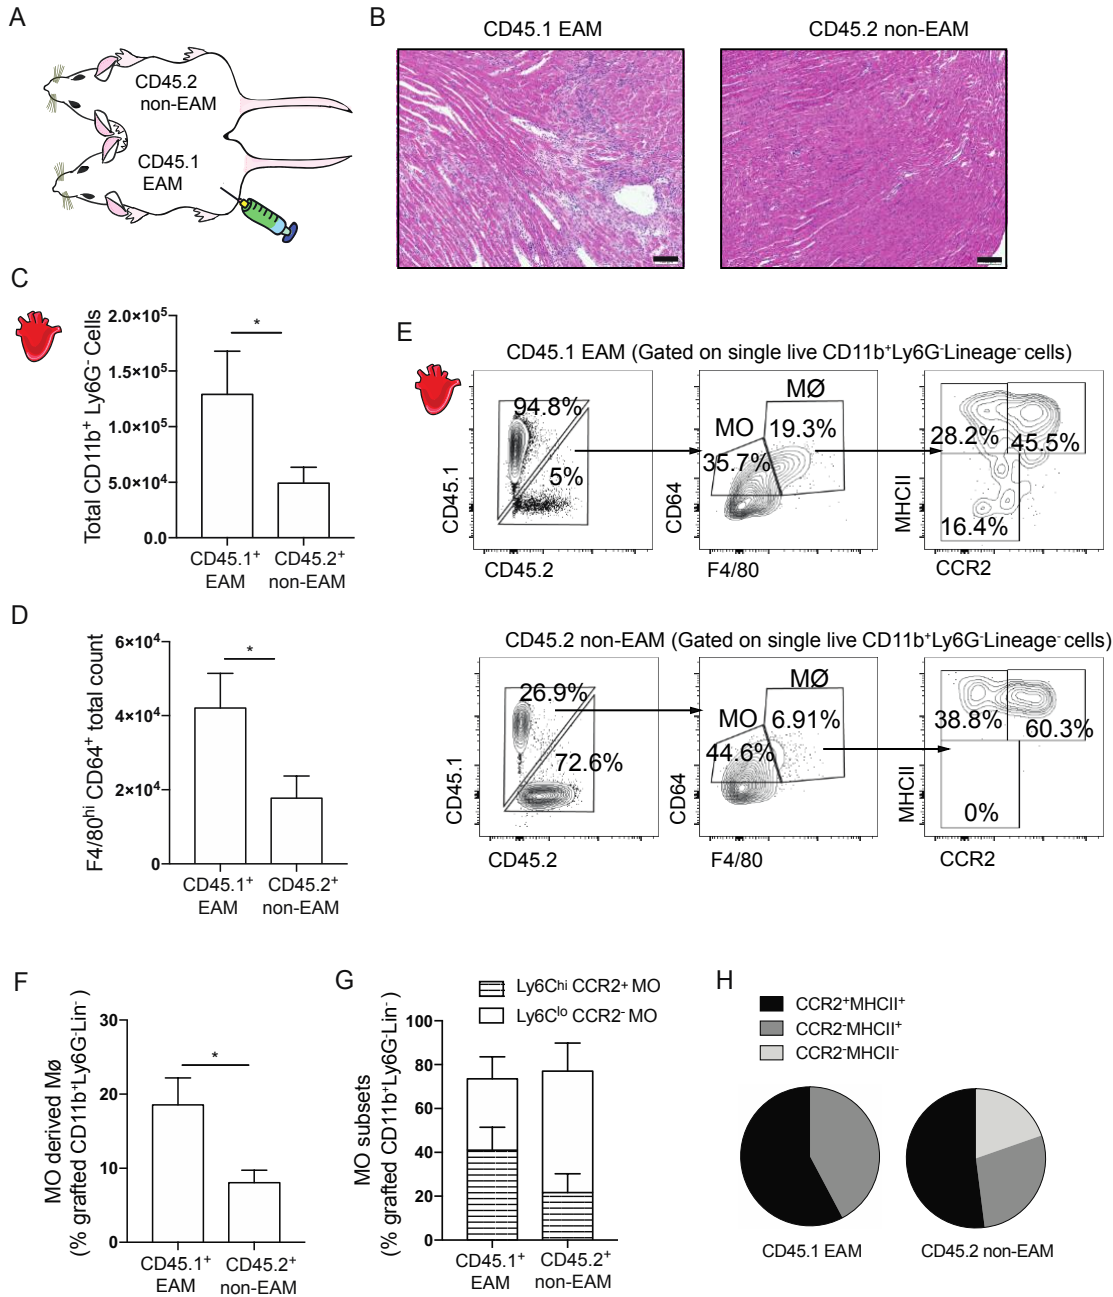 A
CD45.2
non-EAM
CD45.1
EAM
B
CD45.1 EAM
CD45.2 non-EAM
C
Total CD11b⁺ Ly6G⁻ Cells
2.0×10⁵
1.5×10⁵
1.0×10⁵
5.0×10⁴
0.0
*
CD45.1⁺
EAM
CD45.2⁺
non-EAM
D
F4/80ʰⁱ CD64⁺ total count
6×10⁴
4×10⁴
2×10⁴
0
*
CD45.1⁺
EAM
CD45.2⁺
non-EAM
E
CD45.1 EAM (Gated on single live CD11b⁺Ly6G⁻Lineage⁻ cells)
94.8%
5%
CD45.1
CD45.2
MØ
MO
19.3%
35.7%
CD64
F4/80
28.2%
45.5%
16.4%
MHCII
CCR2
CD45.2 non-EAM (Gated on single live CD11b⁺Ly6G⁻Lineage⁻ cells)
26.9%
72.6%
CD45.1
CD45.2
MØ
MO
6.91%
44.6%
CD64
F4/80
38.8%
60.3%
0%
MHCII
CCR2
F
MO derived Mø
(% grafted CD11b⁺Ly6G⁻Lin⁻)
30
20
10
0
*
CD45.1⁺
EAM
CD45.2⁺
non-EAM
G
Ly6Cʰⁱ CCR2+ MO
Ly6Cˡᵒ CCR2⁻ MO
MO subsets
(% grafted CD11b⁺Ly6G⁻Lin⁻)
100
80
60
40
20
0
CD45.1⁺
EAM
CD45.2⁺
non-EAM
H
CCR2⁺MHCII⁺
CCR2⁻MHCII⁺
CCR2⁻MHCII⁻
CD45.1 EAM
CD45.2 non-EAM